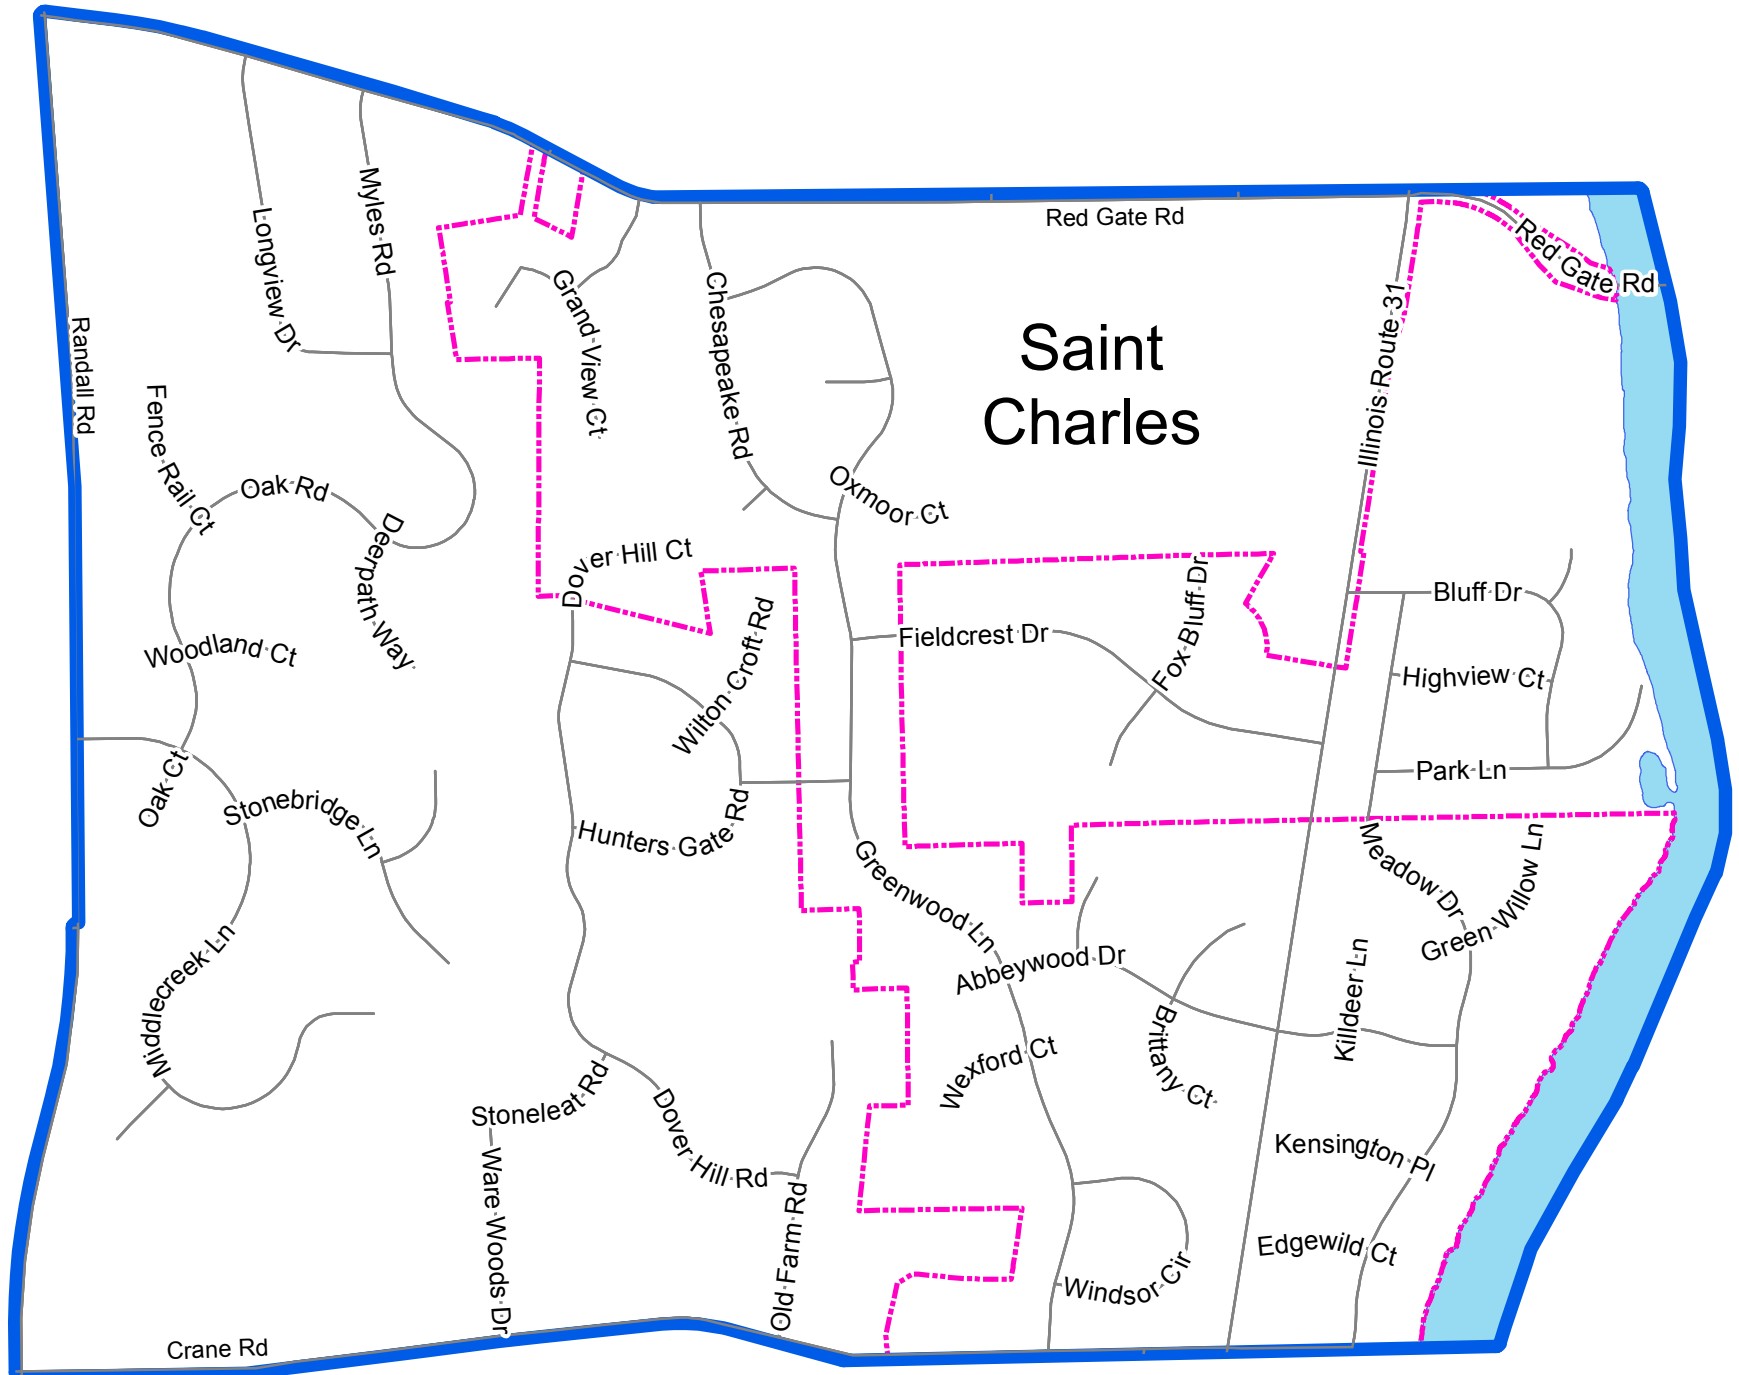 Red Gate Rd
Red Gate Rd
Myles Rd
Longview Dr
Grand View Ct
Chesapeake Rd
Saint
Charles
Illinois Route 31
Randall Rd
Fence Rail Ct
Oak Rd
Oxmoor Ct
Deerpath Way
Dover Hill Ct
Wilton Croft Rd
Fieldcrest Dr
Fox Bluff Dr
Bluff Dr
Woodland Ct
Highview Ct
Oak Ct
Stonebridge Ln
Hunters Gate Rd
Park Ln
Greenwood Ln
Meadow Dr
Green Willow Ln
Middlecreek Ln
Abbeywood Dr
Killdeer Ln
Brittany Ct
Wexford Ct
Stoneleat Rd
Dover Hill Rd
Kensington Pl
Ware Woods Dr
Old Farm Rd
Edgewild Ct
Windsor Cir
Crane Rd